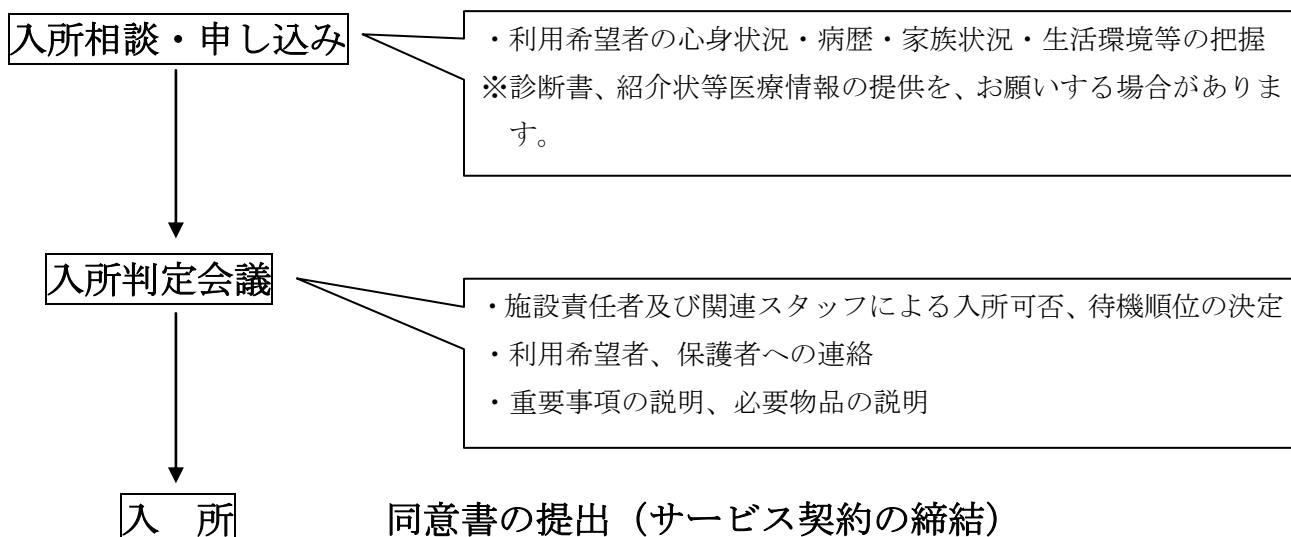 入所相談・申し込み
・利用希望者の心身状況・病歴・家族状況・生活環境等の把握
※診断書、紹介状等医療情報の提供を、お願いする場合がありま
す。
入所判定会議
・施設責任者及び関連スタッフによる入所可否、待機順位の決定
・利用希望者、保護者への連絡
・重要事項の説明、必要物品の説明
入　所
同意書の提出（サービス契約の締結）